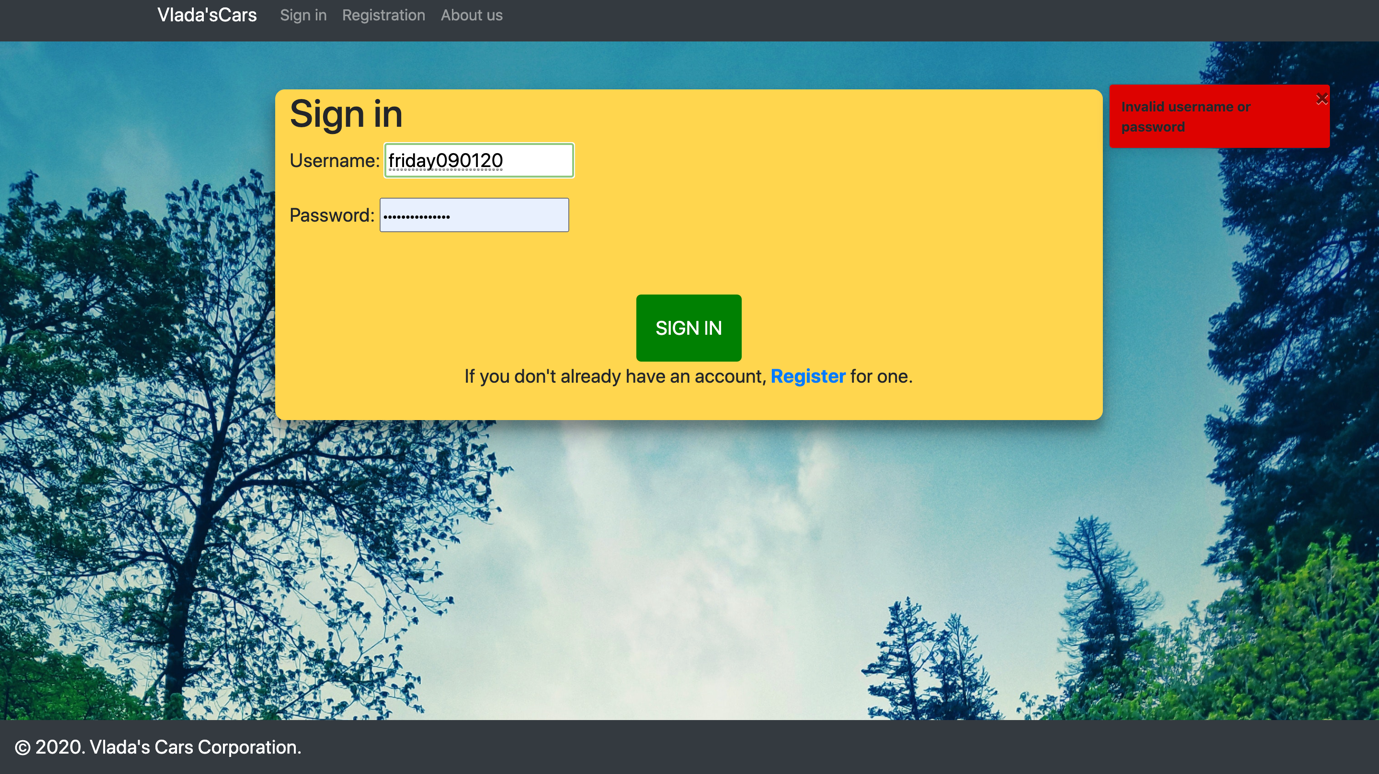 Vlada'sCars Sign in Registration About us
Sign in
Invalid username or
password
Username: friday090120
Password: •••••••••••••••
SIGN IN
If you don't already have an account, Register for one.
© 2020. Vlada's Cars Corporation.